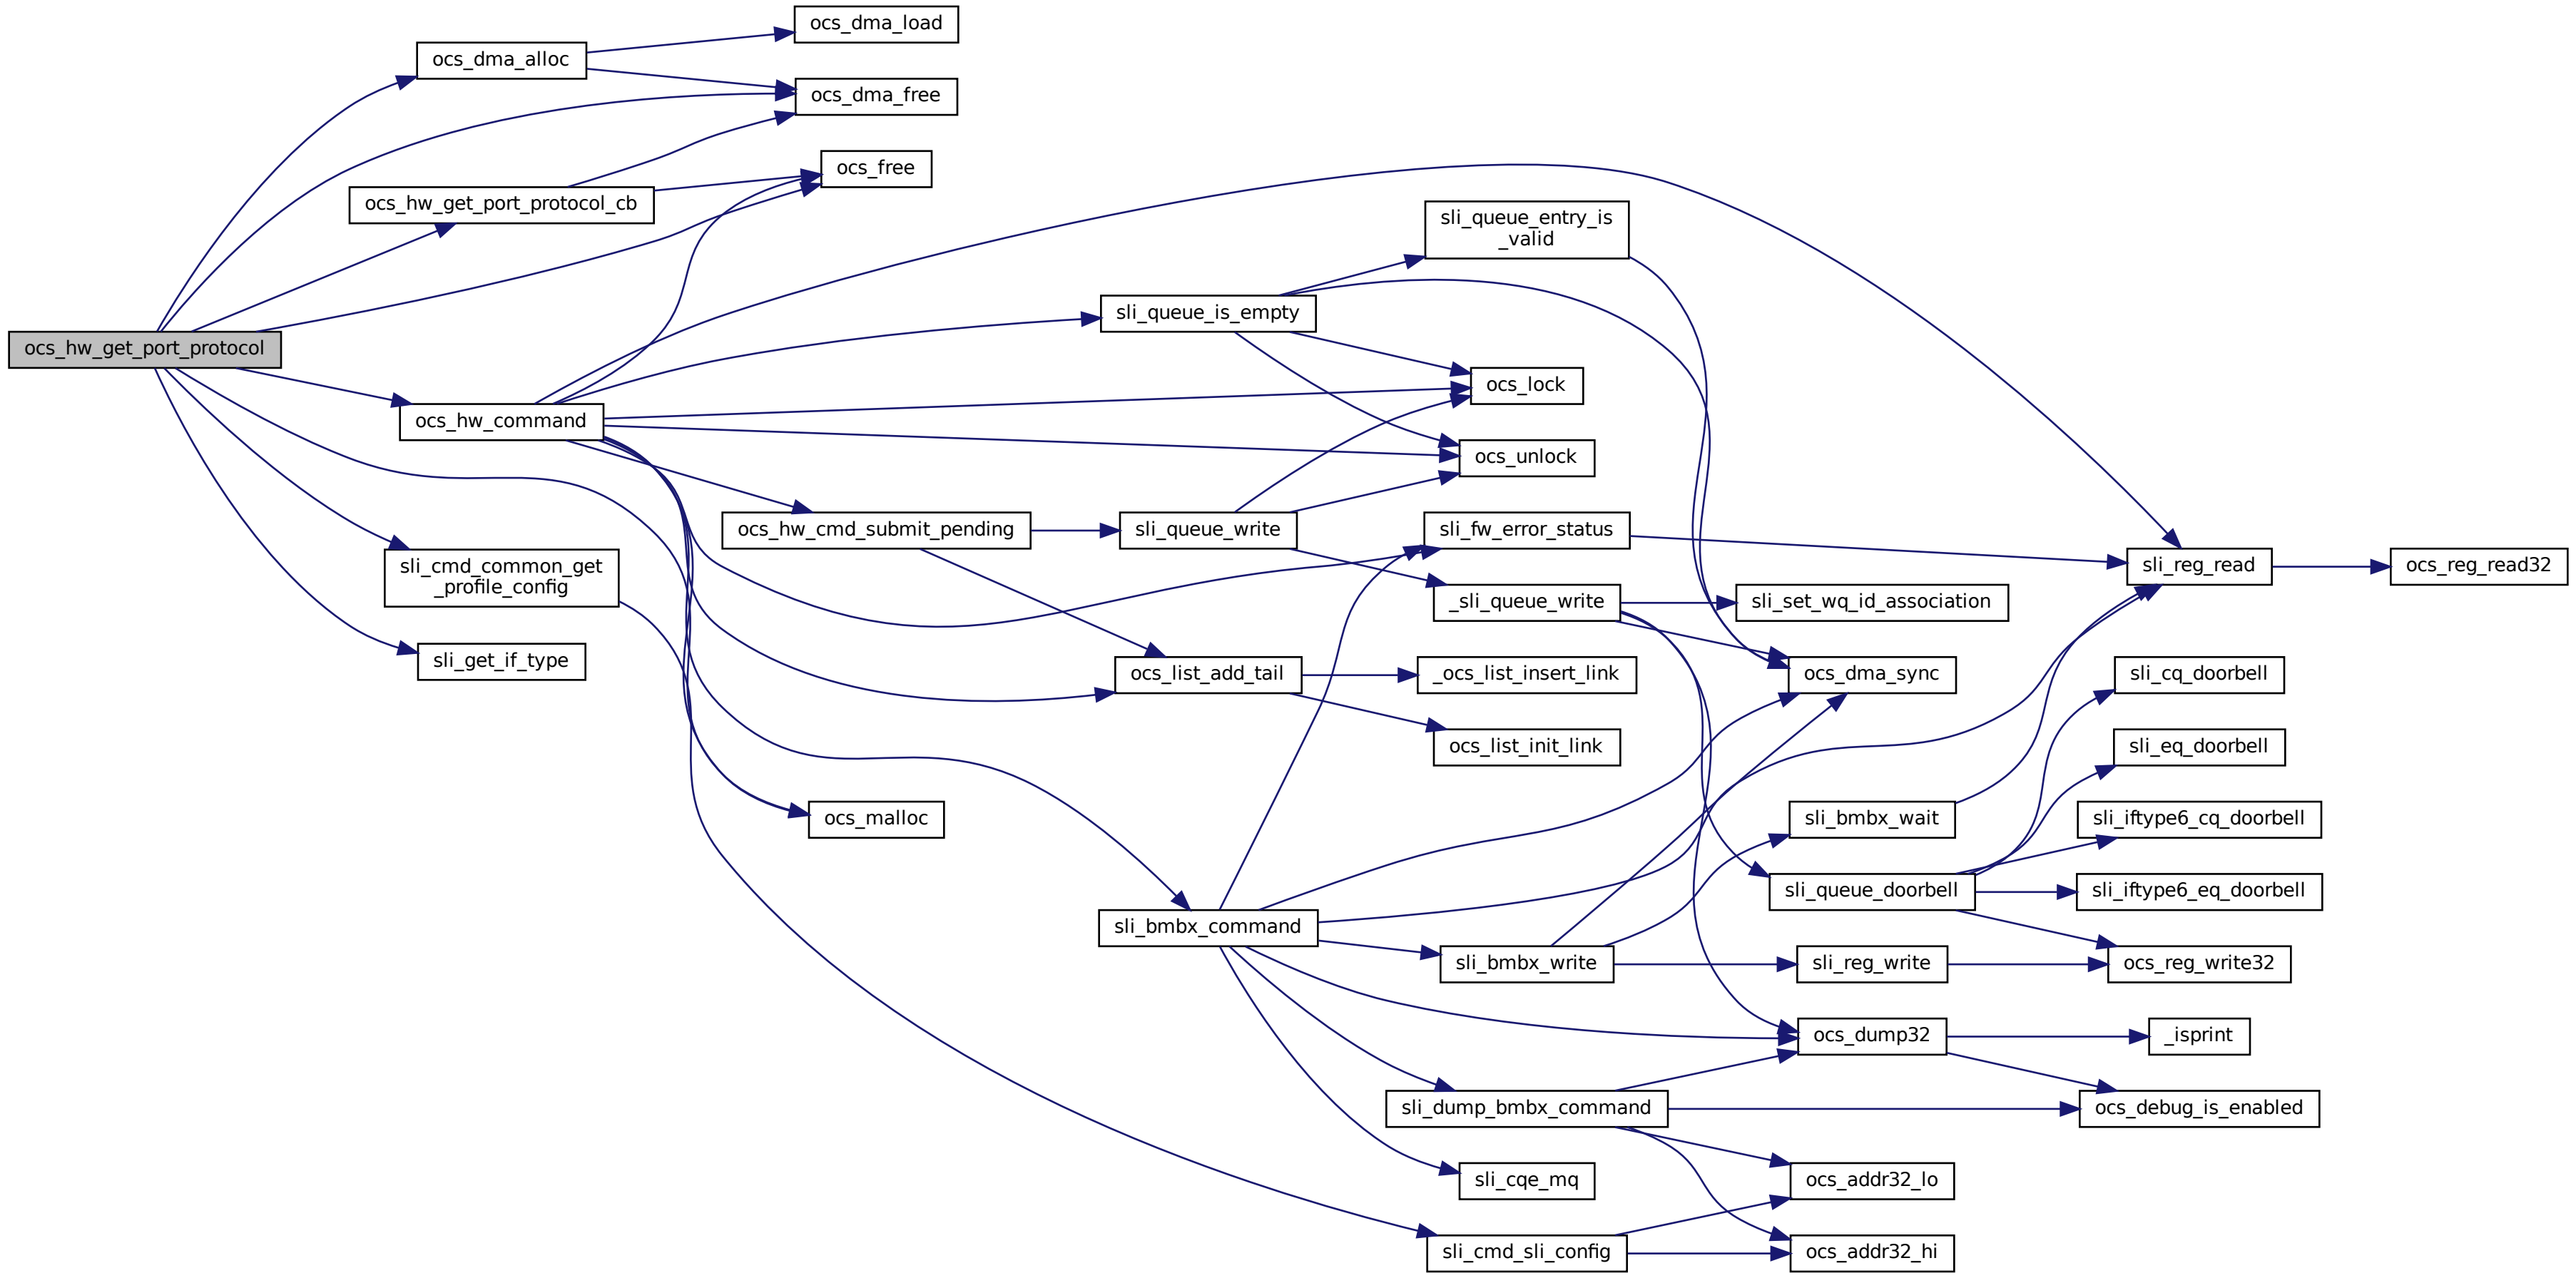 ocs_hw_get_port_protocol
ocs_dma_alloc
ocs_hw_get_port_protocol_cb
ocs_hw_command
sli_cmd_common_get
_profile_config
sli_get_if_type
ocs_dma_load
ocs_dma_free
ocs_free
ocs_hw_cmd_submit_pending
ocs_malloc
sli_queue_is_empty
sli_queue_write
ocs_list_add_tail
sli_bmbx_command
sli_queue_entry_is
_valid
ocs_lock
ocs_unlock
sli_fw_error_status
_sli_queue_write
_ocs_list_insert_link
ocs_list_init_link
sli_bmbx_write
sli_dump_bmbx_command
sli_cqe_mq
sli_cmd_sli_config
sli_set_wq_id_association
ocs_dma_sync
sli_bmbx_wait
sli_queue_doorbell
sli_reg_write
ocs_dump32
ocs_addr32_lo
ocs_addr32_hi
sli_reg_read
sli_cq_doorbell
sli_eq_doorbell
sli_iftype6_cq_doorbell
sli_iftype6_eq_doorbell
ocs_reg_write32
_isprint
ocs_debug_is_enabled
ocs_reg_read32